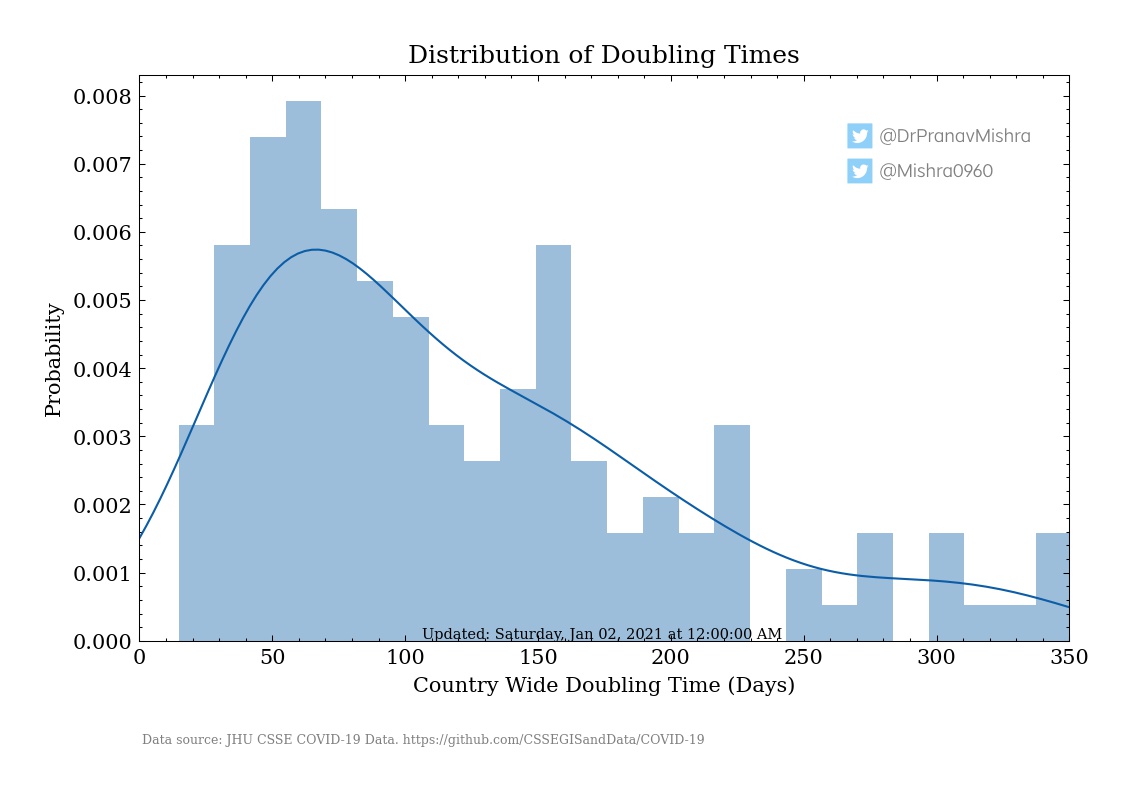 Distribution of Doubling Times
@DrPranavMishra
@Mishra0960
Probability
0.008
0.007
0.006
0.005
0.004
0.003
0.002
0.001
0.000
Updated: Saturday, Jan 02, 2021 at 12:00:00 AM
0 50 100 150 200 250 300 350
Country Wide Doubling Time (Days)
Data source: JHU CSSE COVID-19 Data. https://github.com/CSSEGISandData/COVID-19